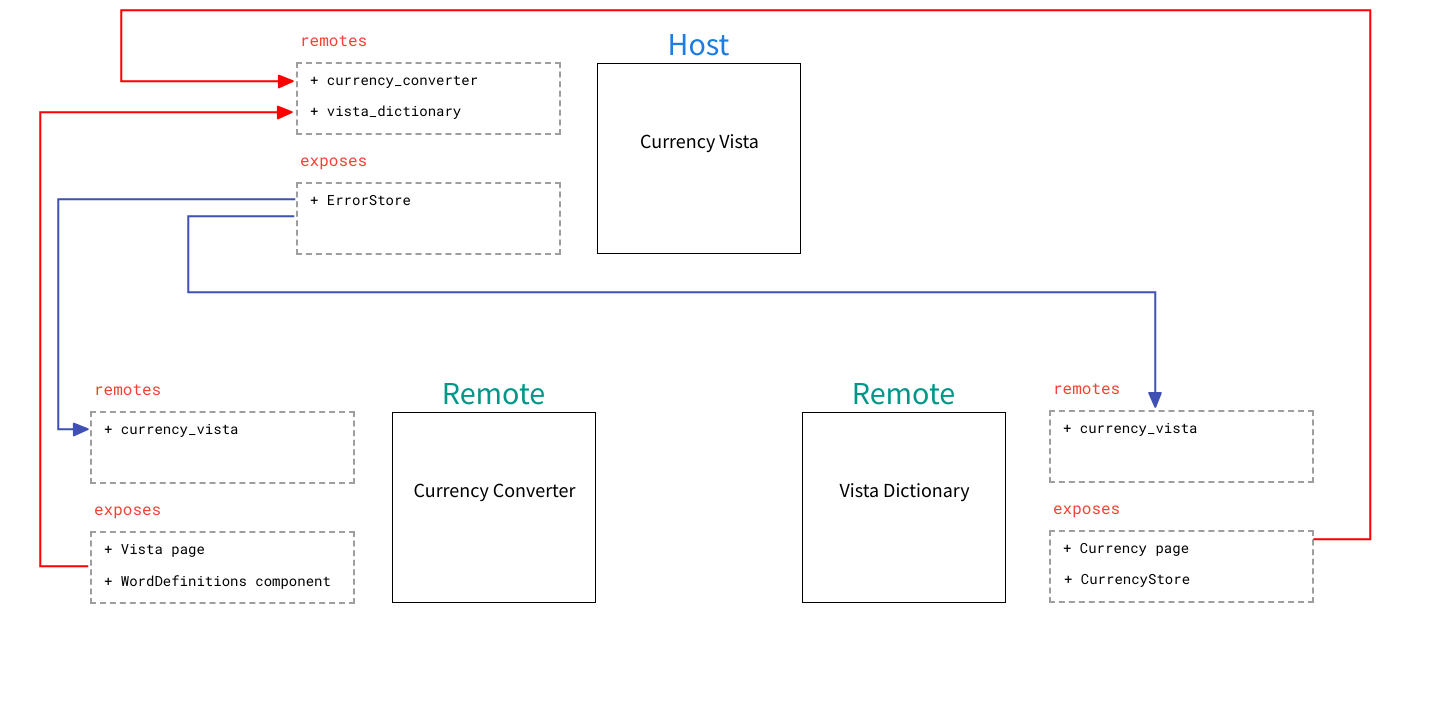 remotes
Host
+ currency_converter
+ vista_dictionary
Currency Vista
exposes
+ ErrorStore
remotes
Remote
Remote
remotes
+ currency_vista
+ currency_vista
Currency Converter
Vista Dictionary
exposes
exposes
+ Vista page
+ WordDefinitions component
+ Currency page
+ CurrencyStore